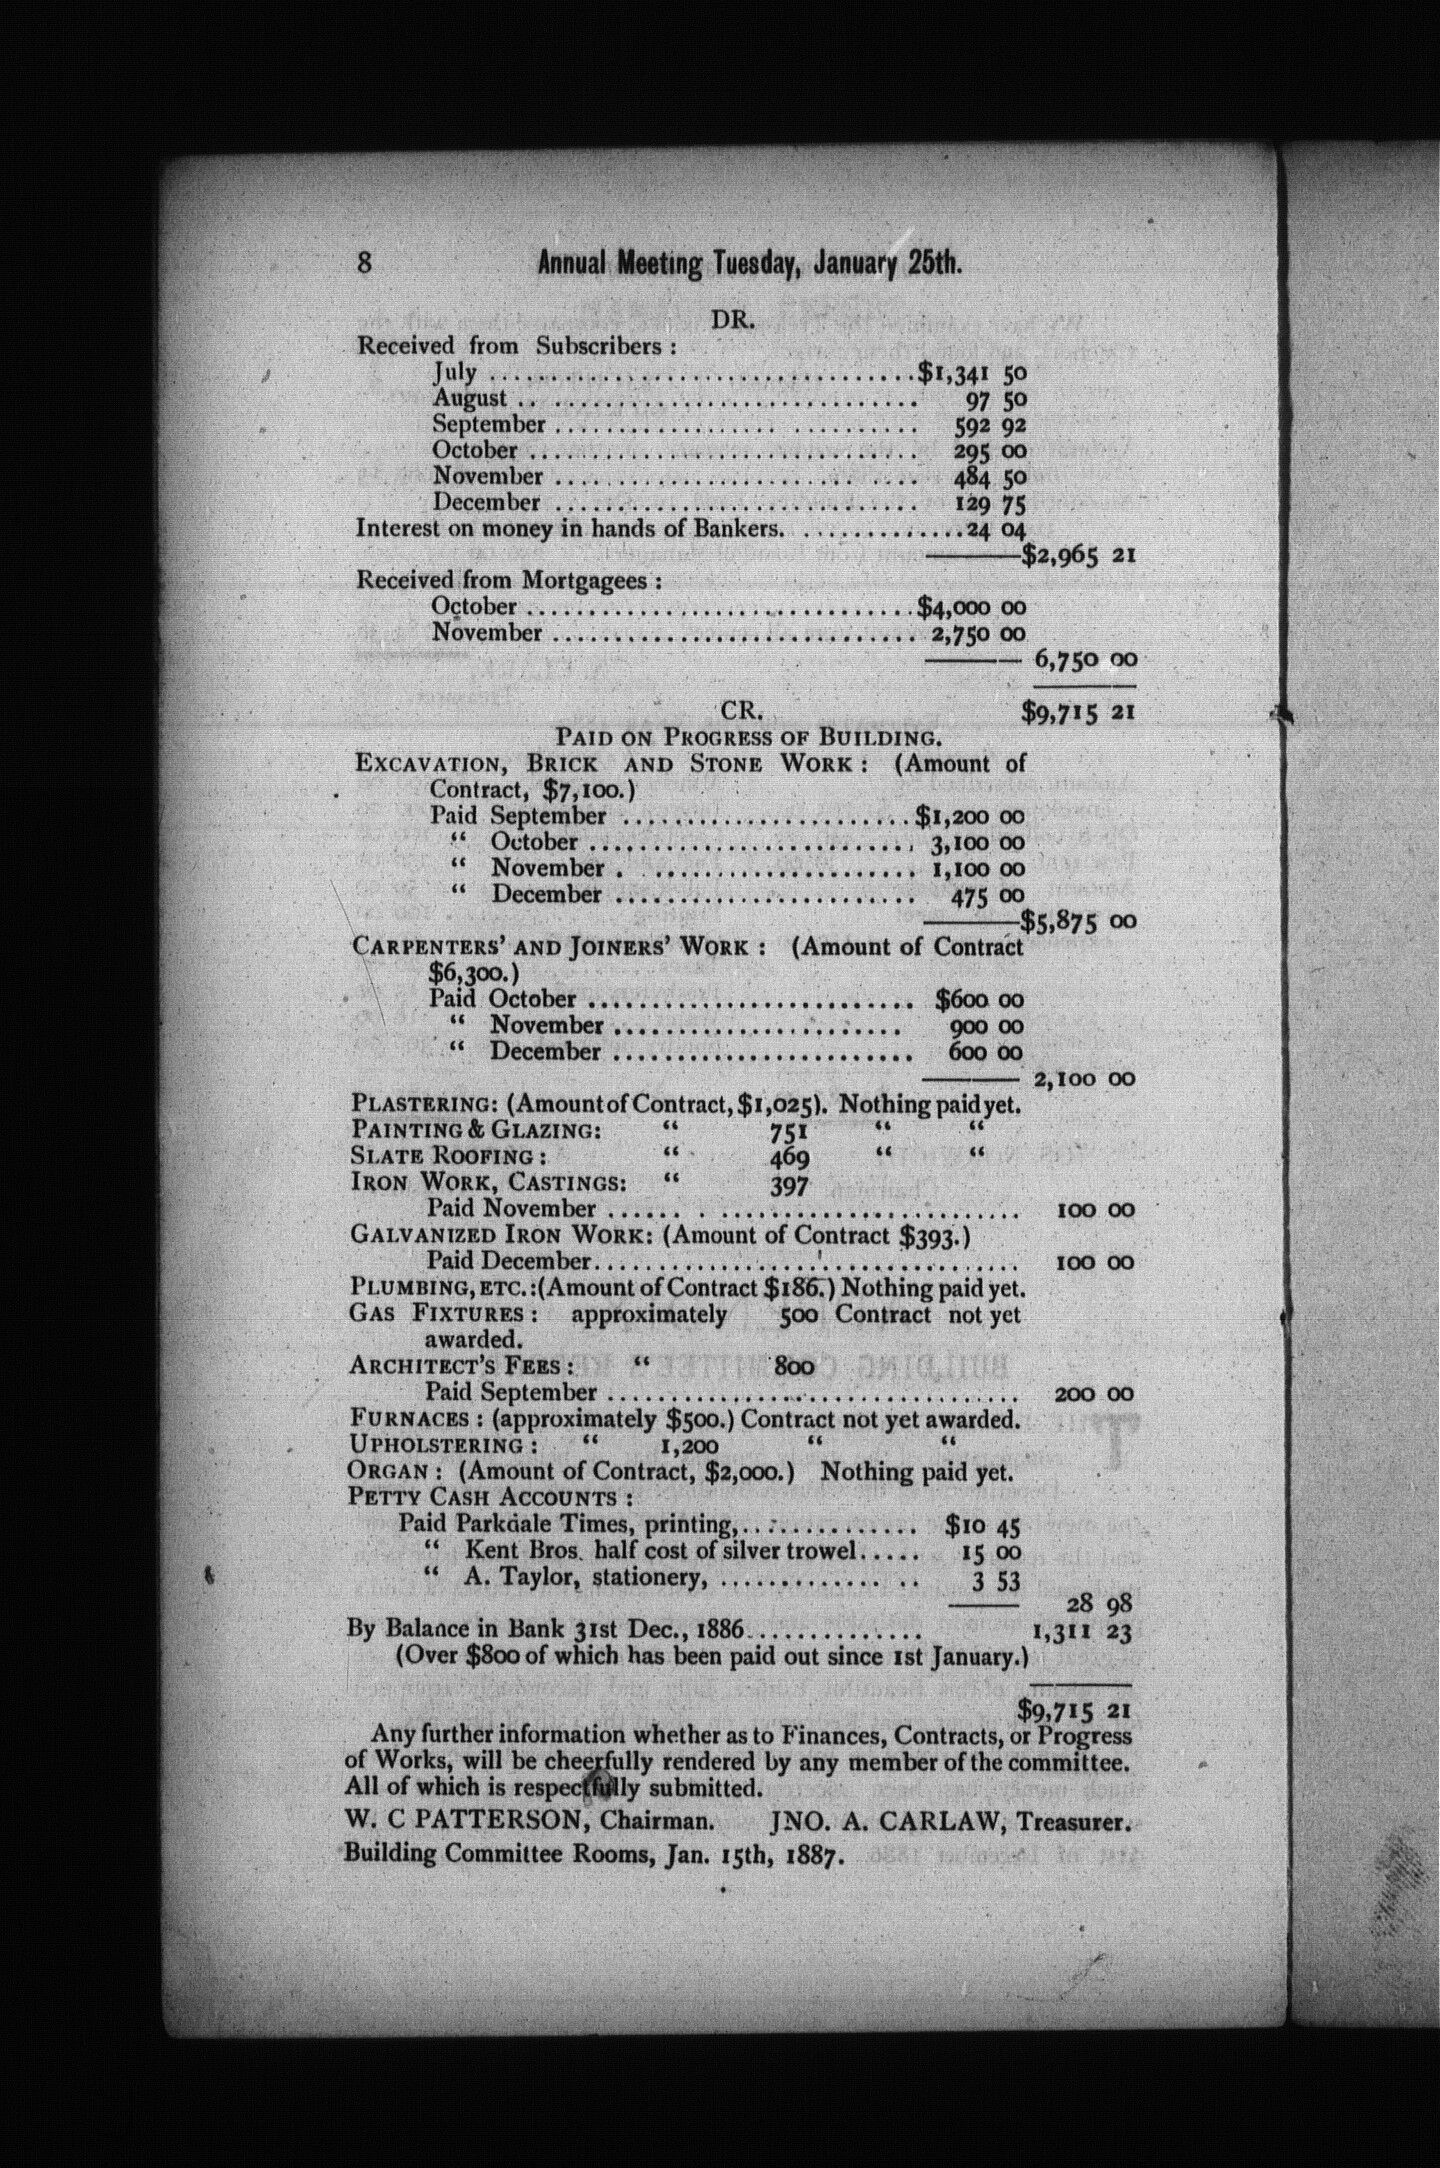 8 Annual Meeting Tuesday, January 25th.
DR.
Received from Subscribers :
July ................................$1,341 50
August .............................. 97 50
September ............................ 592 92
October .............................. 295 00
November ............................ 484 50
December ............................ 129 75
Interest on money in hands of Bankers. .............24 04
$2,965 21
Received from Mortgagees :
October ..............................$4,000 00
November ............................ 2,750 00
6,750 00
CR. $9,715 21
PAID ON PROGRESS OF BUILDING.
EXCAVATION, BRICK AND STONE WORK : (Amount of
Contract, $7,100.)
Paid September ......................$1,200 00
“ October ......................... 3,100 00
“ November . ..................... 1,100 00
“ December ........................ 475 00
$5,875 00
CARPENTERS’ AND JOINERS’ WORK : (Amount of Contract
$6,300.)
Paid October .......................... $600 00
“ November ....................... 900 00
“ December ........................ 600 00
2,100 00
PLASTERING: (Amount of Contract, $1,025). Nothing paid yet.
PAINTING & GLAZING: “ 751 “ “
SLATE ROOFING : “ 469 “ “
IRON WORK, CASTINGS: “ 397
Paid November ...... . ........................ 100 00
GALVANIZED IRON WORK: (Amount of Contract $393.)
Paid December................................. 100 00
PLUMBING, ETC. :(Amount of Contract $186.) Nothing paid yet.
GAS FIXTURES : approximately 500 Contract not yet
awarded.
ARCHITECT’S FEES : “ 800
Paid September ................................ 200 00
FURNACES : (approximately $500.) Contract not yet awarded.
UPHOLSTERING : “ 1,200 “ “
ORGAN : (Amount of Contract, $2,000.) Nothing paid yet.
PETTY CASH ACCOUNTS :
Paid Parkdale Times, printing,.............. $10 45
“ Kent Bros. half cost of silver trowel..... 15 00
“ A. Taylor, stationery, ............. .. 3 53
28 98
By Balance in Bank 31st Dec., 1886.............. 1,311 23
(Over $800 of which has been paid out since 1st January.)
$9,715 21
Any further information whether as to Finances, Contracts, or Progress
of Works, will be cheerfully rendered by any member of the committee.
All of which is respectfully submitted.
W. C PATTERSON, Chairman. JNO. A. CARLAW, Treasurer.
Building Committee Rooms, Jan. 15th, 1887.